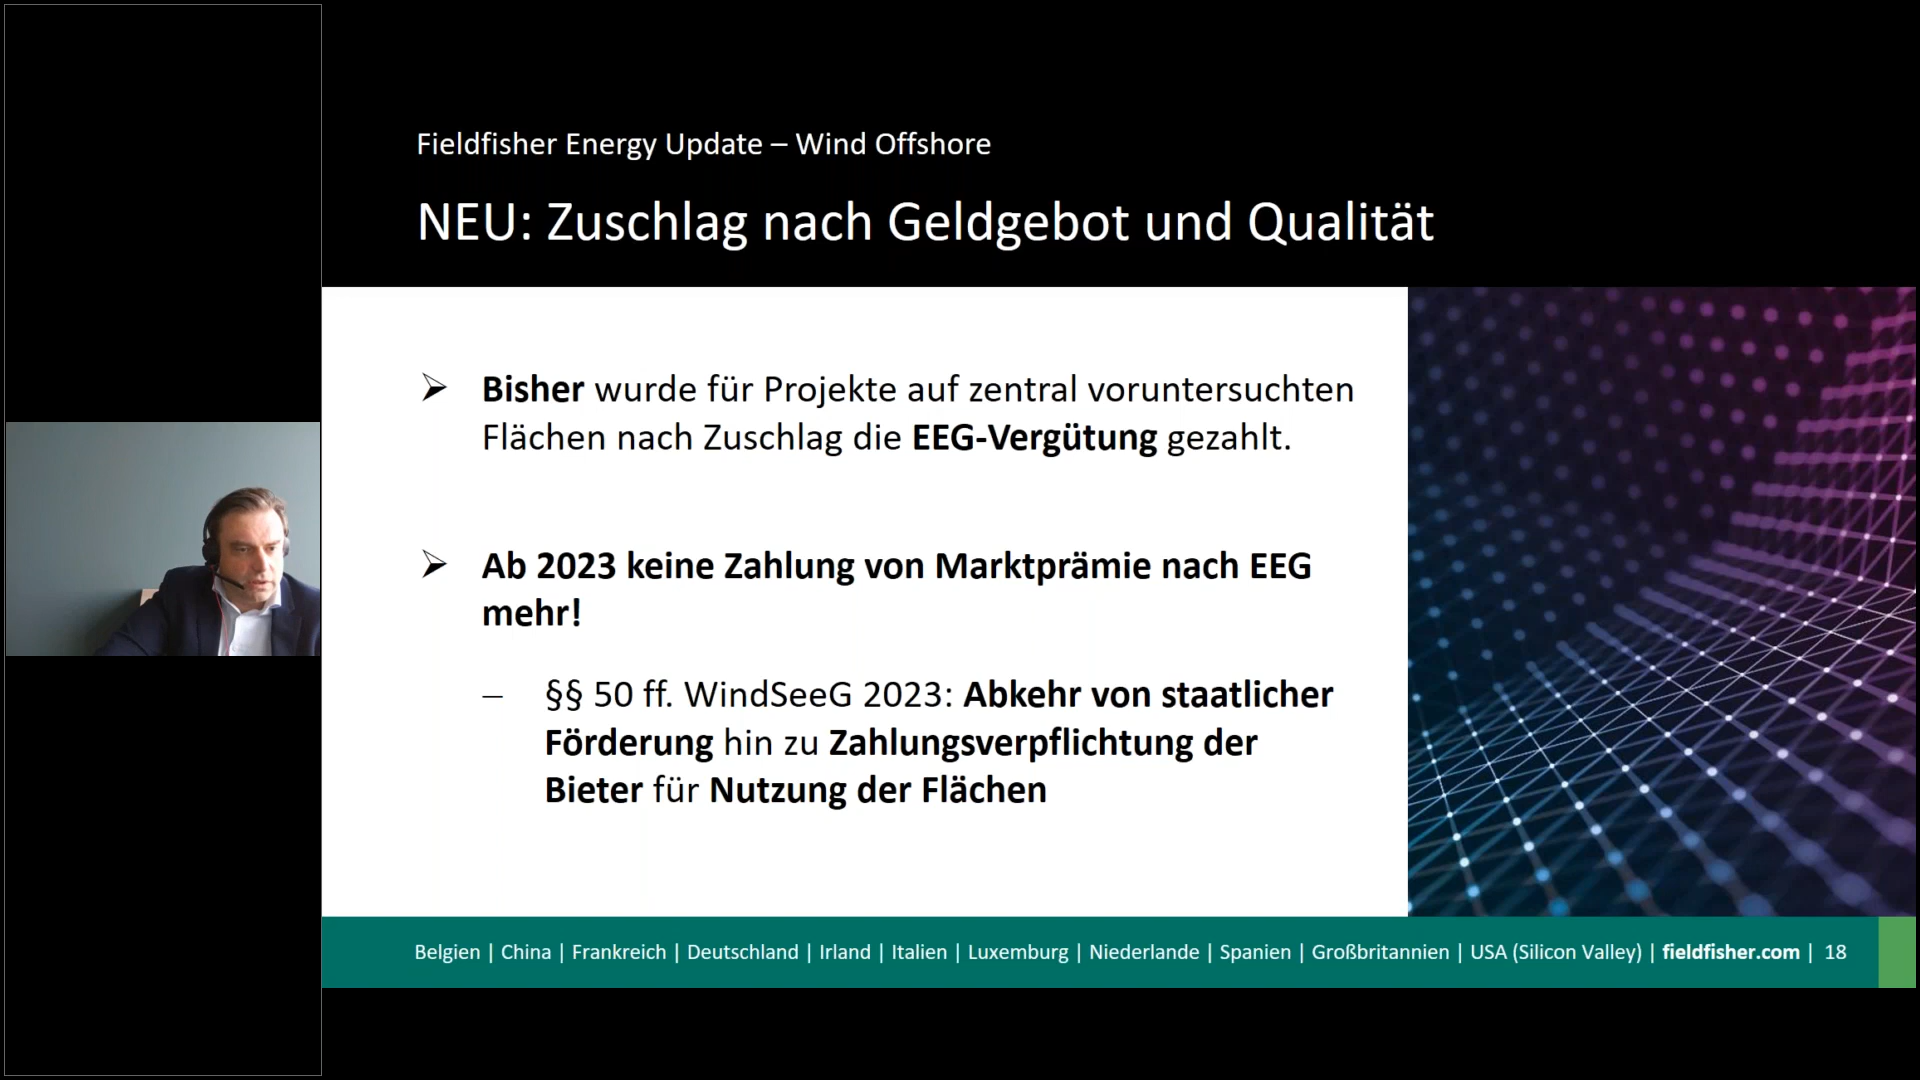 Fieldfisher Energy Update – Wind Offshore
NEU: Zuschlag nach Geldgebot und Qualität
➢ Bisher wurde für Projekte auf zentral voruntersuchten
Flächen nach Zuschlag die EEG-Vergütung gezahlt.
➢ Ab 2023 keine Zahlung von Marktprämie nach EEG
mehr!
– §§ 50 ff. WindSeeG 2023: Abkehr von staatlicher
Förderung hin zu Zahlungsverpflichtung der
Bieter für Nutzung der Flächen
Belgien | China | Frankreich | Deutschland | Irland | Italien | Luxemburg | Niederlande | Spanien | Großbritannien | USA (Silicon Valley) | fieldfisher.com | 18